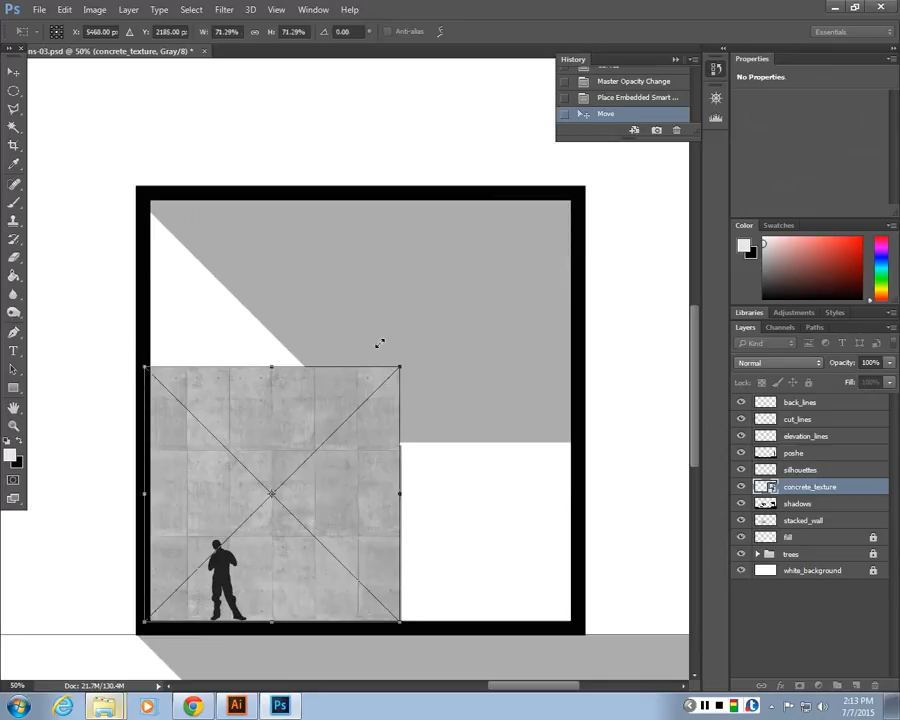 Ps File Edit Image Layer Type Select Filter 3D View Window Help
X: 5468.00 px Y: 2185.00 px W: 71.29% H: 71.29% 0.00 ° Anti-alias Essentials
ns-03.psd @ 50% (concrete_texture, Gray/8) * ×
History
Master Opacity Change
Place Embedded Smart ...
Move
Properties
No Properties.
Color Swatches
Libraries Adjustments Styles
Layers Channels Paths
Kind
Normal Opacity: 100%
Lock: Fill: 100%
back_lines
cut_lines
elevation_lines
poshe
silhouettes
concrete_texture
shadows
stacked_wall
fill
trees
white_background
50% Doc: 21.7M/130.4M
Ai Ps 2:13 PM
7/7/2015